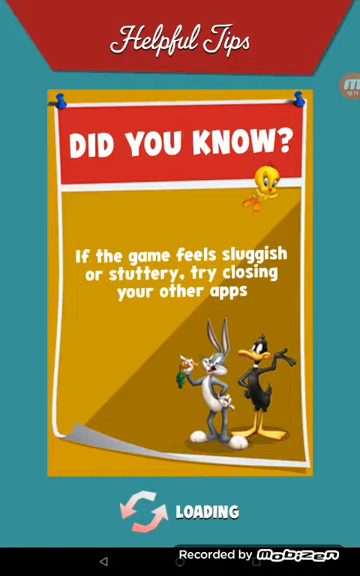 Helpful Tips
DID YOU KNOW?
If the game feels sluggish
or stuttery, try closing
your other apps
LOADING
Recorded by Mobizen